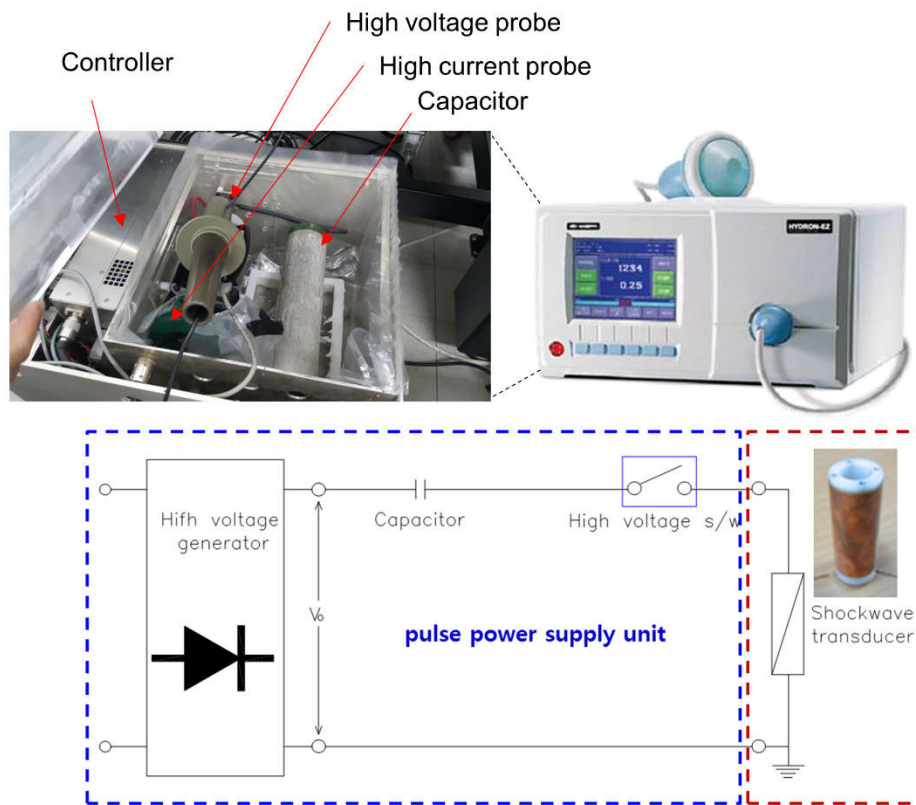 High voltage probe
Controller
High current probe
Capacitor
HYDRON-EZ
1234
0.25
Hifh voltage
generator
Capacitor
High voltage s/w
V₀
pulse power supply unit
Shockwave
transducer